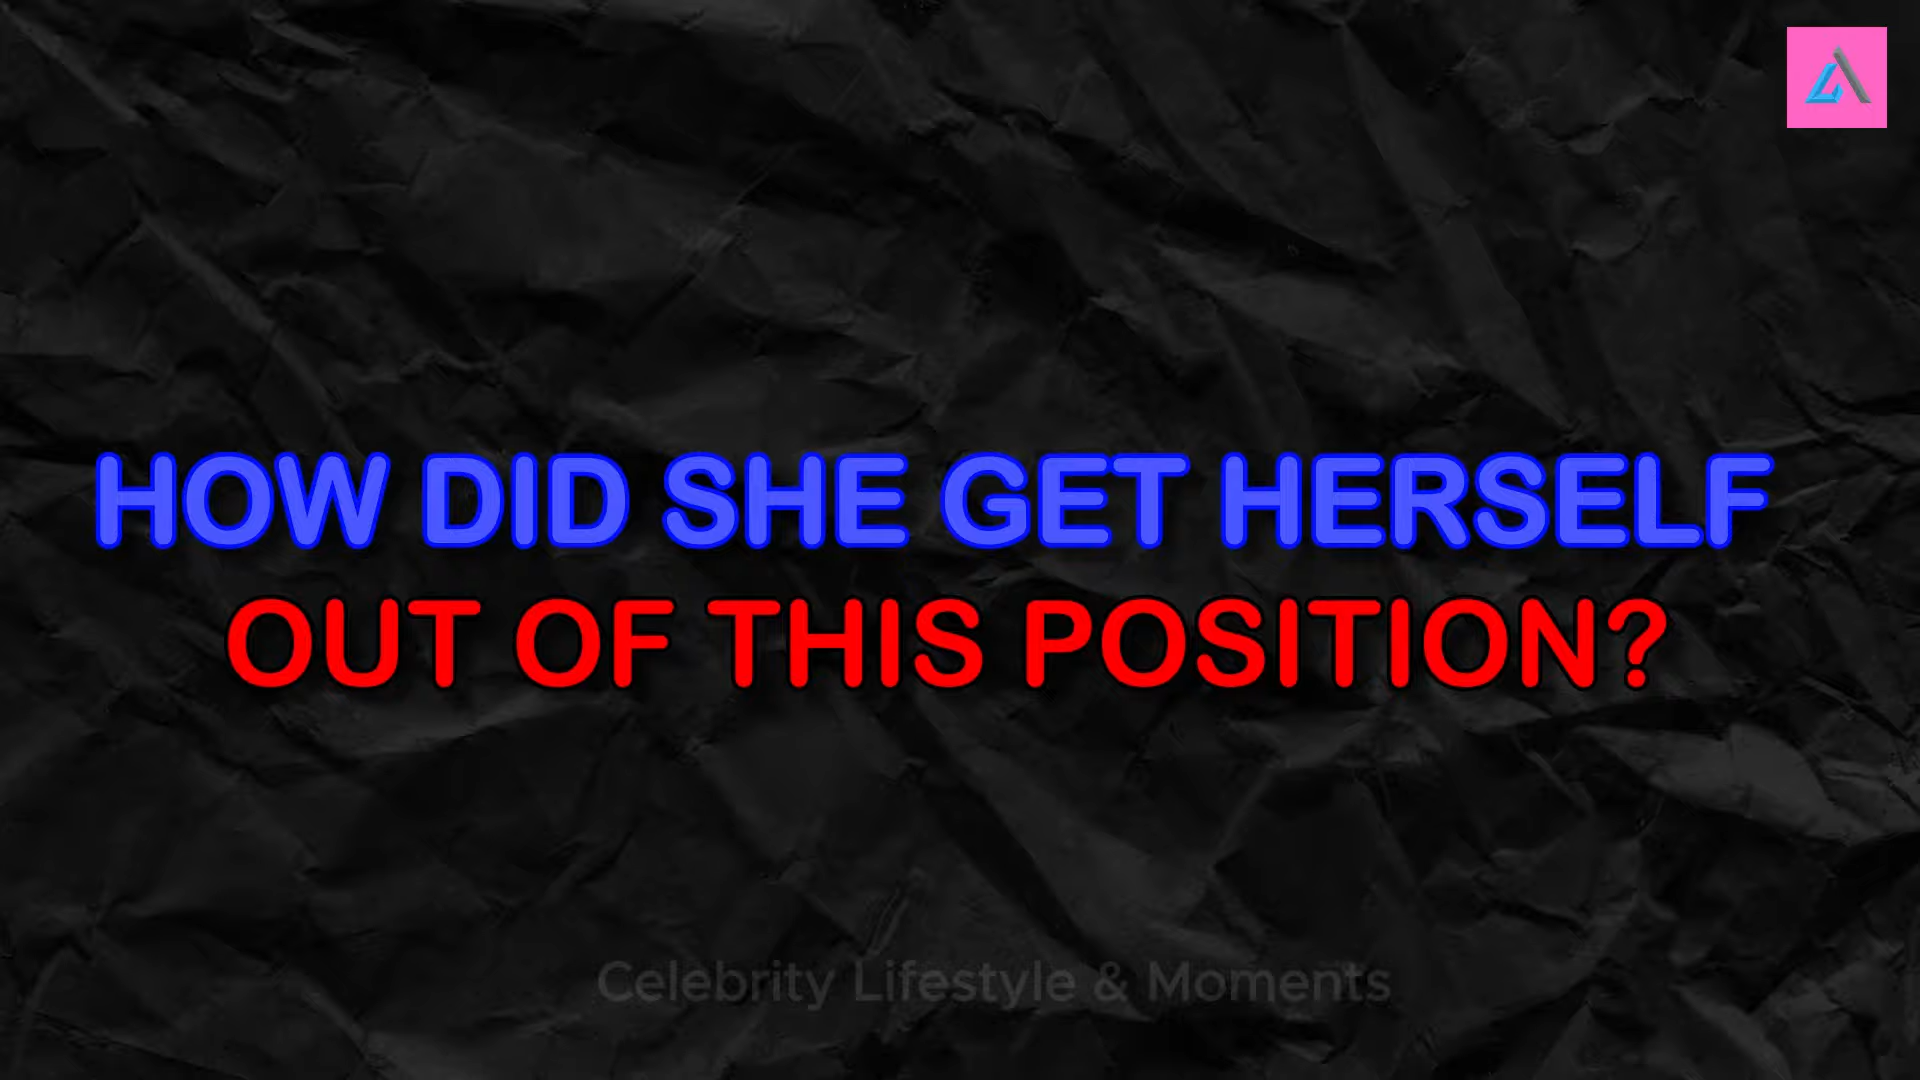 HOW DID SHE GET HERSELF
OUT OF THIS POSITION?
Celebrity Lifestyle & Moments